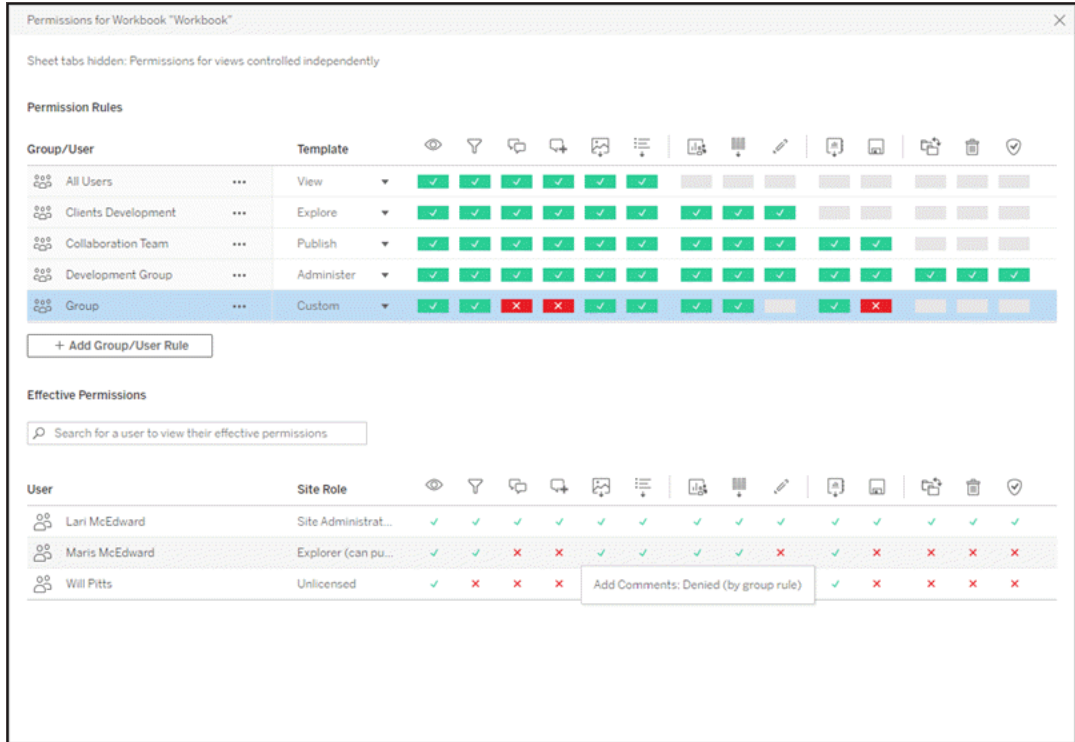 Permissions for Workbook "Workbook"
Sheet tabs hidden: Permissions for views controlled independently
Permission Rules
Group/User Template
All Users ... View
Clients Development ... Explore
Collaboration Team ... Publish
Development Group ... Administer
Group ... Custom
+ Add Group/User Rule
Effective Permissions
Search for a user to view their effective permissions
User Site Role
Lari McEdward Site Administrat...
Maris McEdward Explorer (can pu...
Will Pitts Unlicensed
Add Comments: Denied (by group rule)